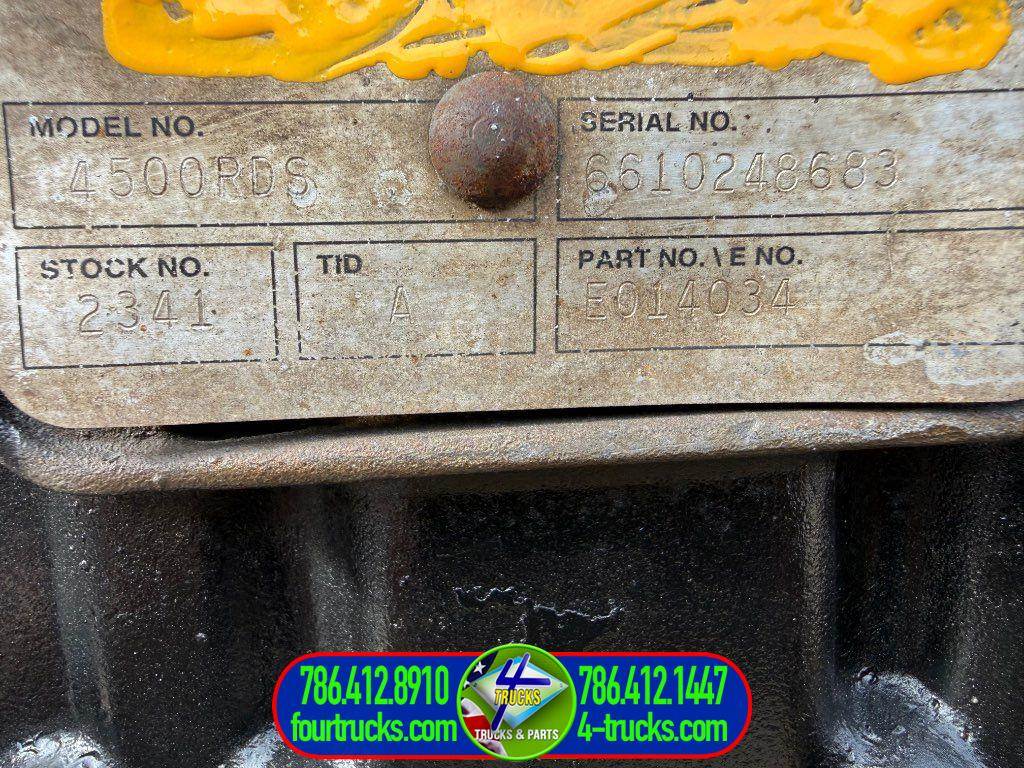 MODEL NO.
4500RDS
SERIAL NO.
6610248683
STOCK NO.
2341
TID
A
PART NO. \ E NO.
E014034
786.412.8910
fourtrucks.com
4
TRUCKS
TRUCKS & PARTS
786.412.1447
4-trucks.com